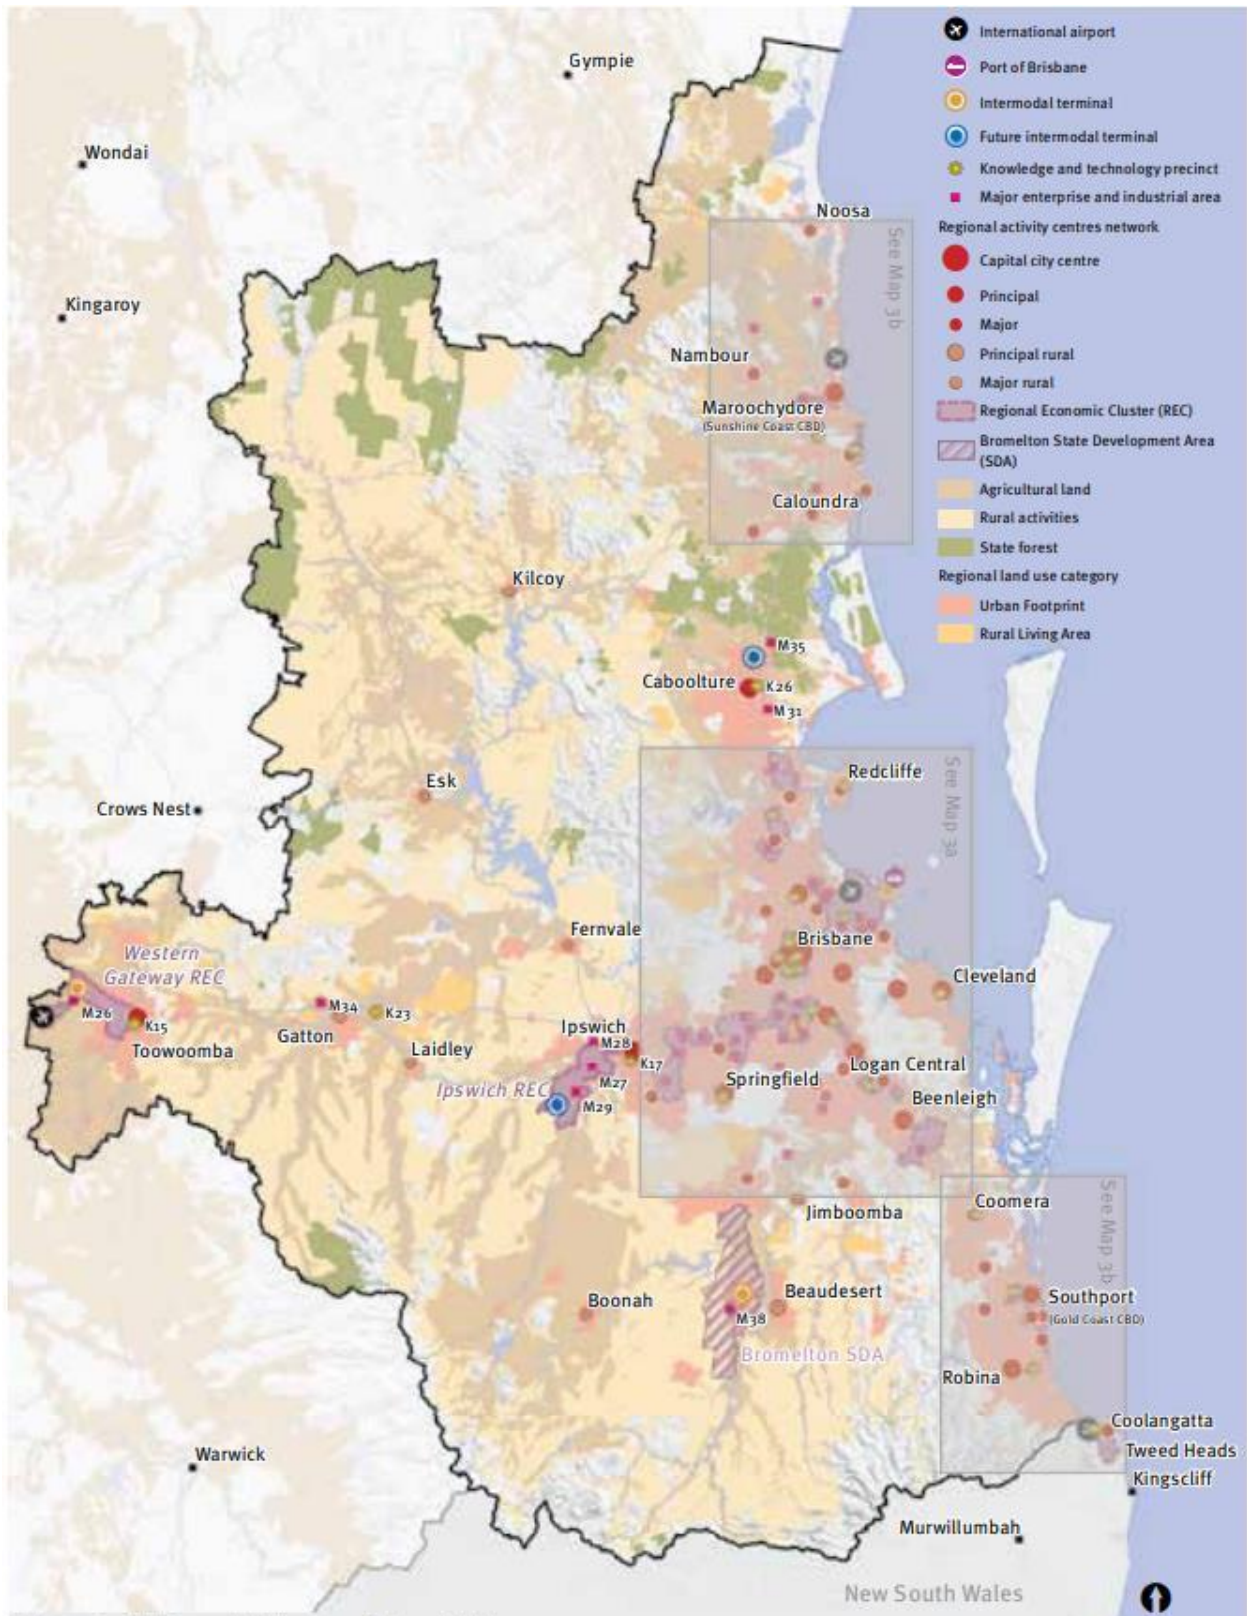 International airport
Port of Brisbane
Intermodal terminal
Future intermodal terminal
Knowledge and technology precinct
Major enterprise and industrial area
Regional activity centres network
Capital city centre
Principal
Major
Principal rural
Major rural
Regional Economic Cluster (REC)
Bromelton State Development Area
(SDA)
Agricultural land
Rural activities
State forest
Regional land use category
Urban Footprint
Rural Living Area
Gympie
Wondai
Noosa
See Map 3b
Kingaroy
Nambour
Maroochydore
(Sunshine Coast CBD)
Caloundra
Kilcoy
M35
Caboolture
K26
M31
See Map 3a
Redcliffe
Esk
Crows Nest
Fernvale
Brisbane
Western
Gateway REC
Cleveland
M26
K15
Toowoomba
M34
Gatton
K23
Laidley
Ipswich
M28
K17
M27
Ipswich REC
M29
Springfield
Logan Central
Beenleigh
Coomera
See Map 3b
Jimboomba
Boonah
Beaudesert
M38
Bromelton SDA
Southport
(Gold Coast CBD)
Robina
Coolangatta
Tweed Heads
Kingscliff
Warwick
Murwillumbah
New South Wales